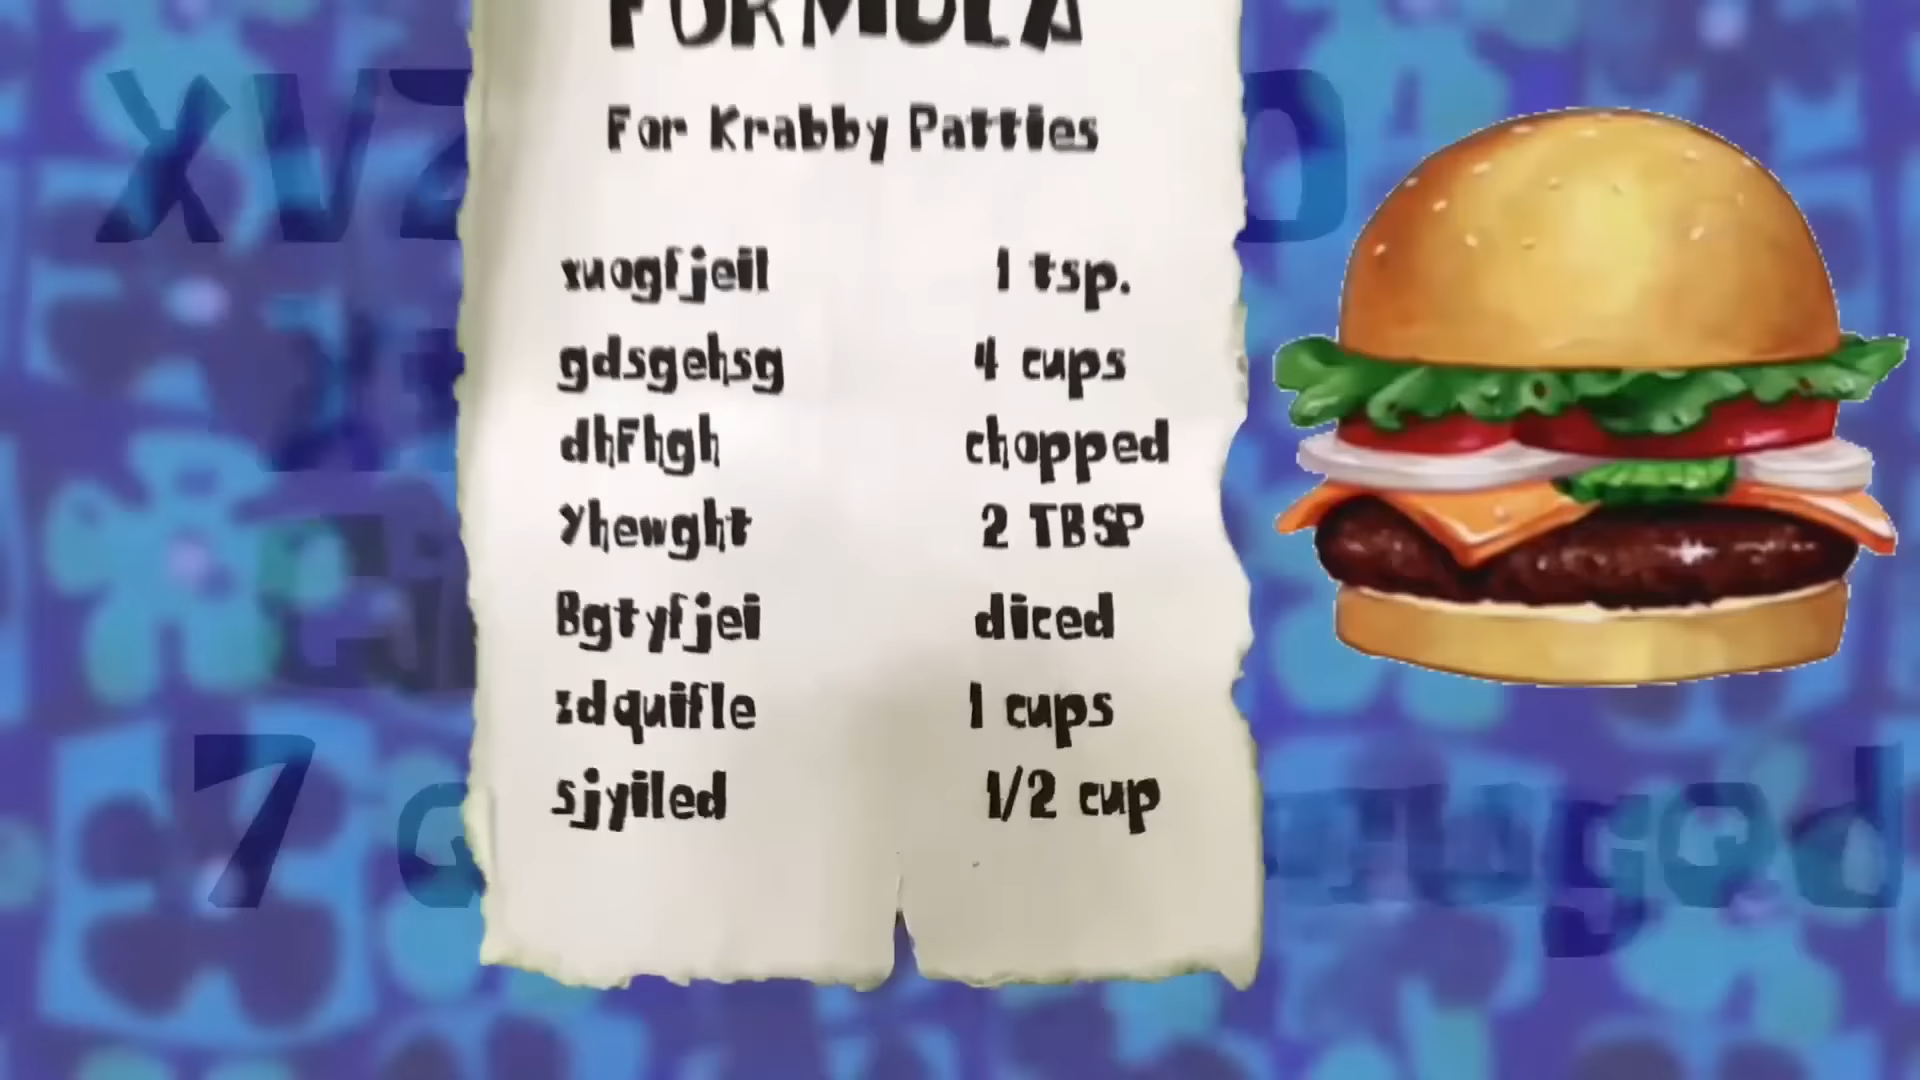 FORMULA
For Krabby Patties
xuogfjeil 1 tsp.
gdsgehsg 4 cups
dhFhgh chopped
yhewght 2 TBSP
Bgtyfjei diced
zdquifle 1 cups
sjyiled 1/2 cup